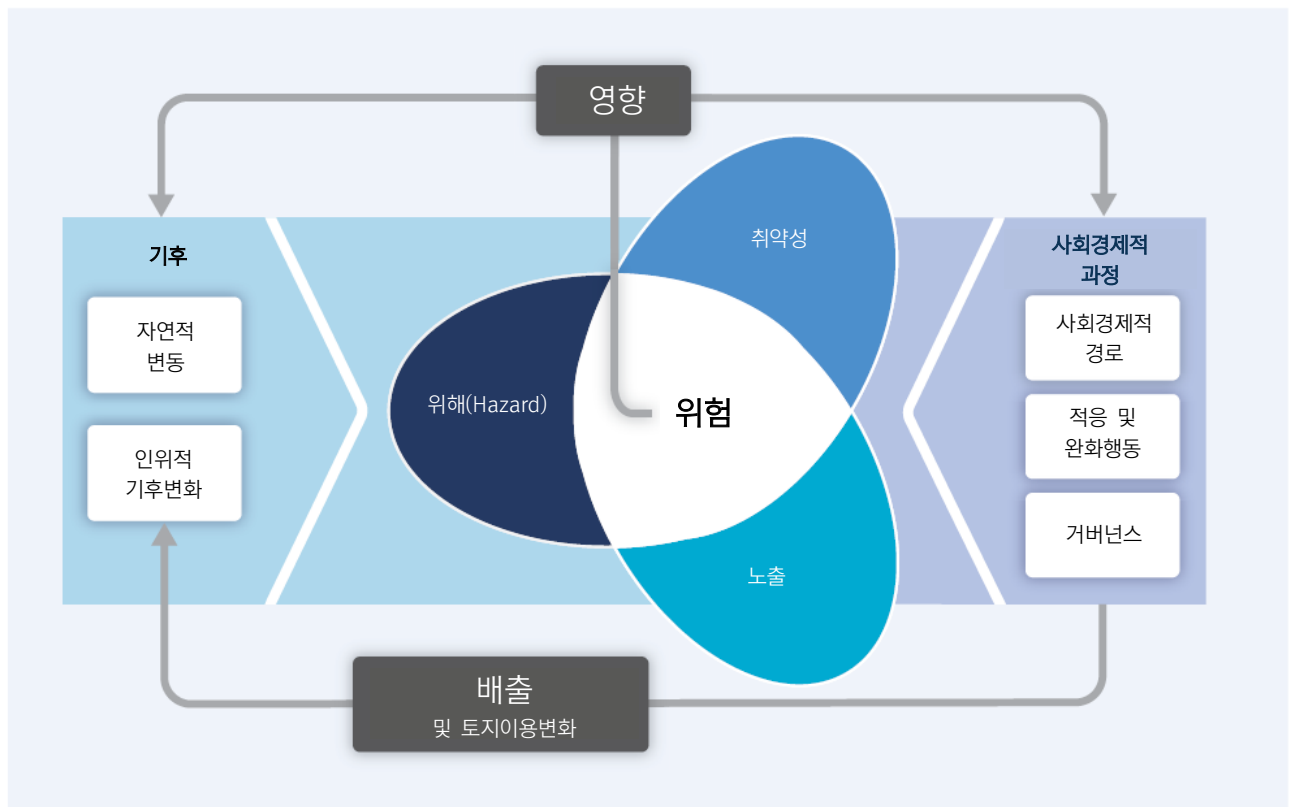 영향
기후
자연적
변동
인위적
기후변화
취약성
위해(Hazard)
위험
노출
사회경제적
과정
사회경제적
경로
적응 및
완화행동
거버넌스
배출
및 토지이용변화